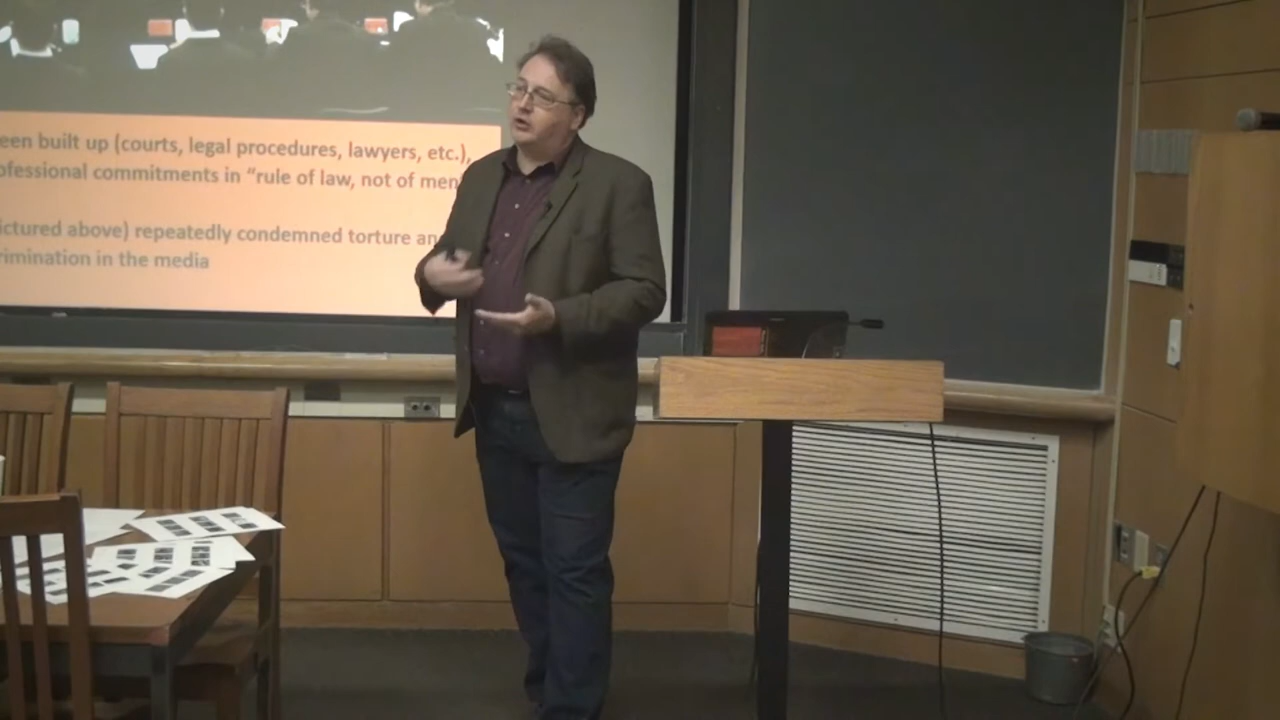 een built up (courts, legal procedures, lawyers, etc.),
ofessional commitments in “rule of law, not of men
ictured above) repeatedly condemned torture an
rimination in the media